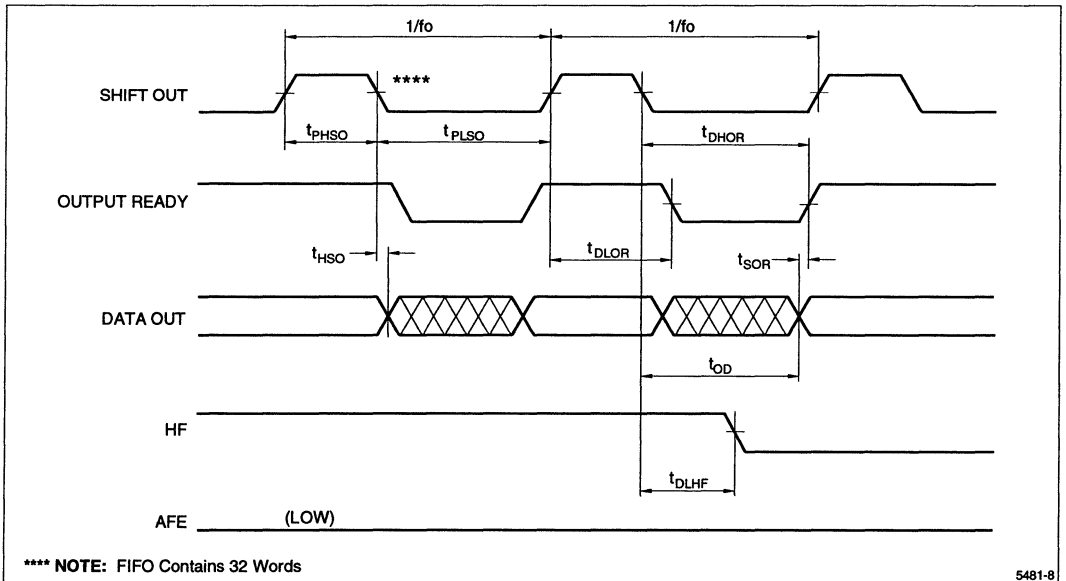 1/fo 1/fo
SHIFT OUT ****
tPHSO tPLSO tDHOR
OUTPUT READY
tHSO tDLOR tSOR
DATA OUT
tOD
HF
tDLHF
AFE (LOW)
**** NOTE: FIFO Contains 32 Words
5481-8